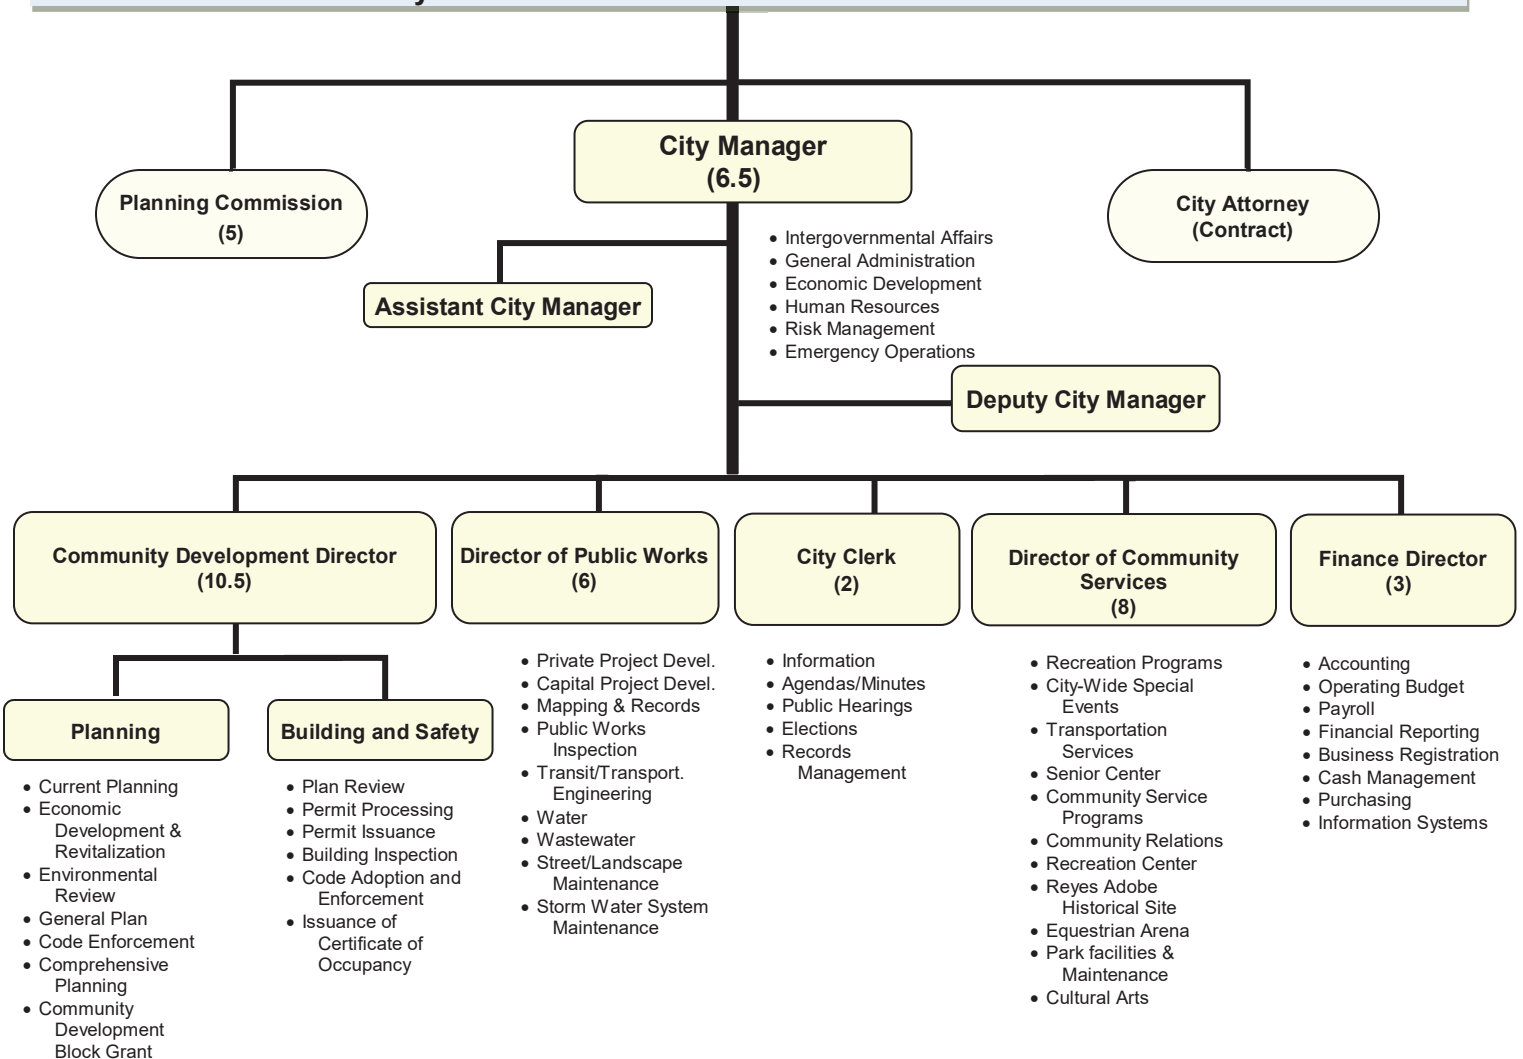 City Manager
(6.5)
Planning Commission
(5)
City Attorney
(Contract)
• Intergovernmental Affairs
• General Administration
• Economic Development
• Human Resources
• Risk Management
• Emergency Operations
Assistant City Manager
Deputy City Manager
Community Development Director
(10.5)
Director of Public Works
(6)
City Clerk
(2)
Director of Community
Services
(8)
Finance Director
(3)
Planning
• Current Planning
• Economic
Development &
Revitalization
• Environmental
Review
• General Plan
• Code Enforcement
• Comprehensive
Planning
• Community
Development
Block Grant
Building and Safety
• Plan Review
• Permit Processing
• Permit Issuance
• Building Inspection
• Code Adoption and
Enforcement
• Issuance of
Certificate of
Occupancy
• Private Project Devel.
• Capital Project Devel.
• Mapping & Records
• Public Works
Inspection
• Transit/Transport.
Engineering
• Water
• Wastewater
• Street/Landscape
Maintenance
• Storm Water System
Maintenance
• Information
• Agendas/Minutes
• Public Hearings
• Elections
• Records
Management
• Recreation Programs
• City-Wide Special
Events
• Transportation
Services
• Senior Center
• Community Service
Programs
• Community Relations
• Recreation Center
• Reyes Adobe
Historical Site
• Equestrian Arena
• Park facilities &
Maintenance
• Cultural Arts
• Accounting
• Operating Budget
• Payroll
• Financial Reporting
• Business Registration
• Cash Management
• Purchasing
• Information Systems